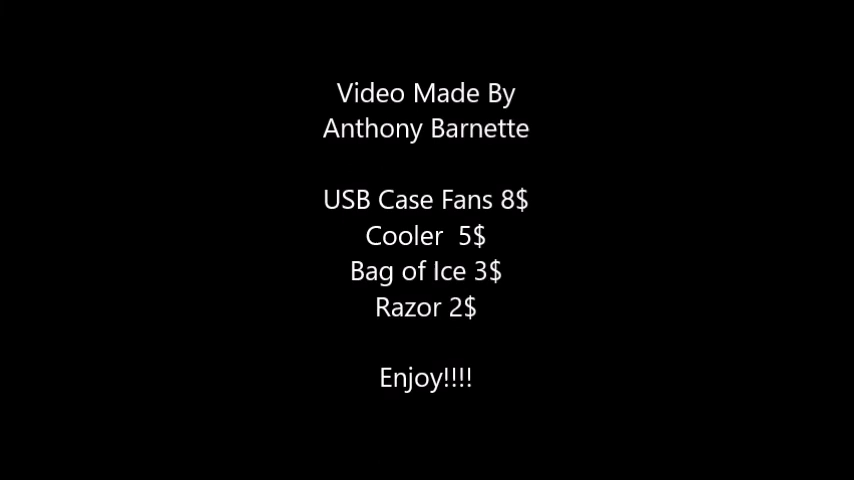 Video Made By
Anthony Barnette
USB Case Fans 8$
Cooler  5$
Bag of Ice 3$
Razor 2$
Enjoy!!!!